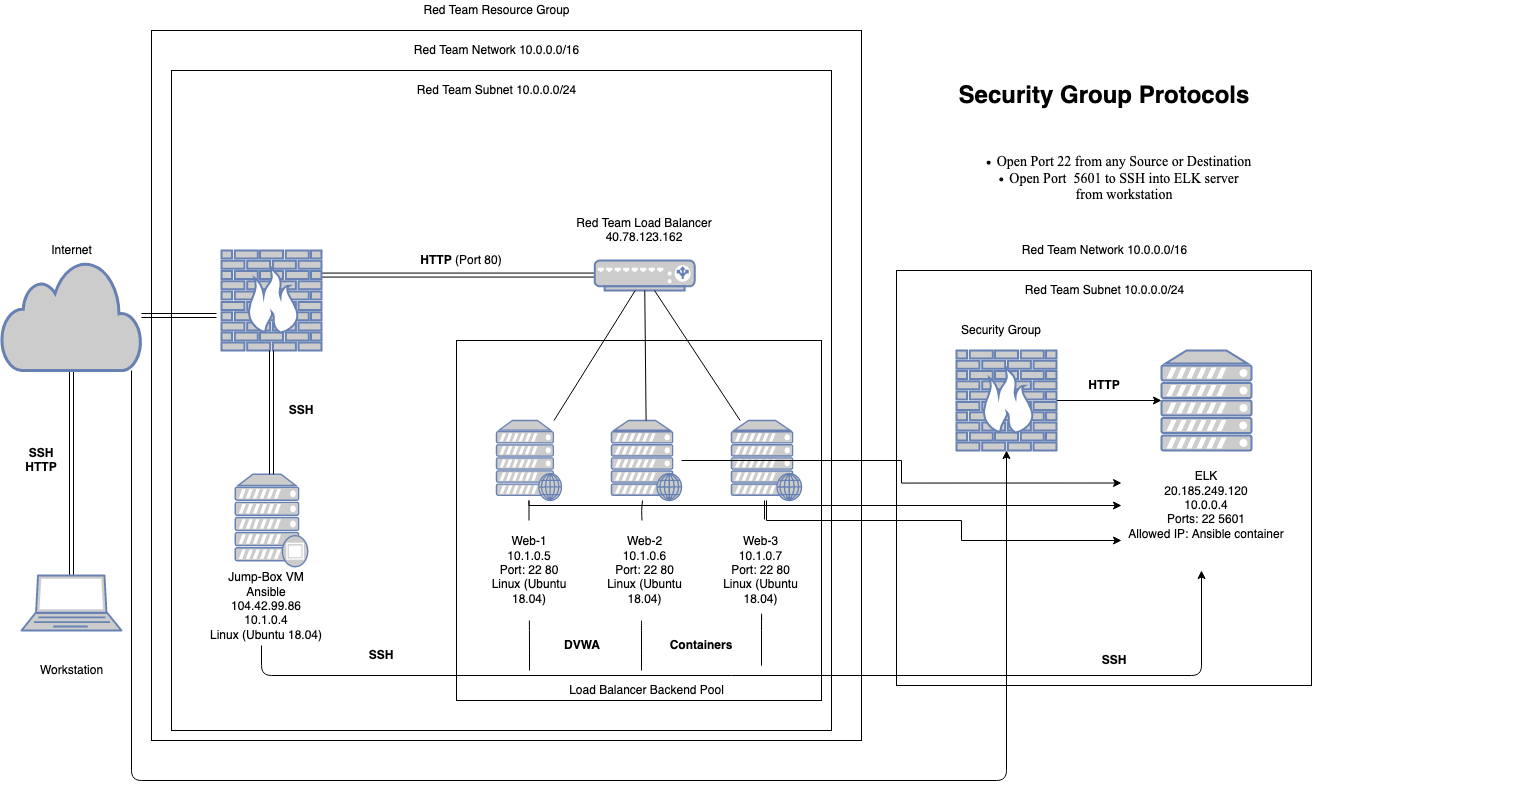 Red Team Resource Group
Red Team Network 10.0.0.0/16
Red Team Subnet 10.0.0.0/24
Security Group Protocols
• Open Port 22 from any Source or Destination
• Open Port  5601 to SSH into ELK server
from workstation
Internet
HTTP (Port 80)
Red Team Load Balancer
40.78.123.162
Red Team Network 10.0.0.0/16
Red Team Subnet 10.0.0.0/24
Security Group
HTTP
SSH
SSH
HTTP
ELK
20.185.249.120
10.0.0.4
Ports: 22 5601
Allowed IP: Ansible container
Web-1
10.1.0.5
Port: 22 80
Linux (Ubuntu
18.04)
Web-2
10.1.0.6
Port: 22 80
Linux (Ubuntu
18.04)
Web-3
10.1.0.7
Port: 22 80
Linux (Ubuntu
18.04)
Jump-Box VM
Ansible
104.42.99.86
10.1.0.4
Linux (Ubuntu 18.04)
Workstation
SSH
DVWA
Containers
SSH
Load Balancer Backend Pool